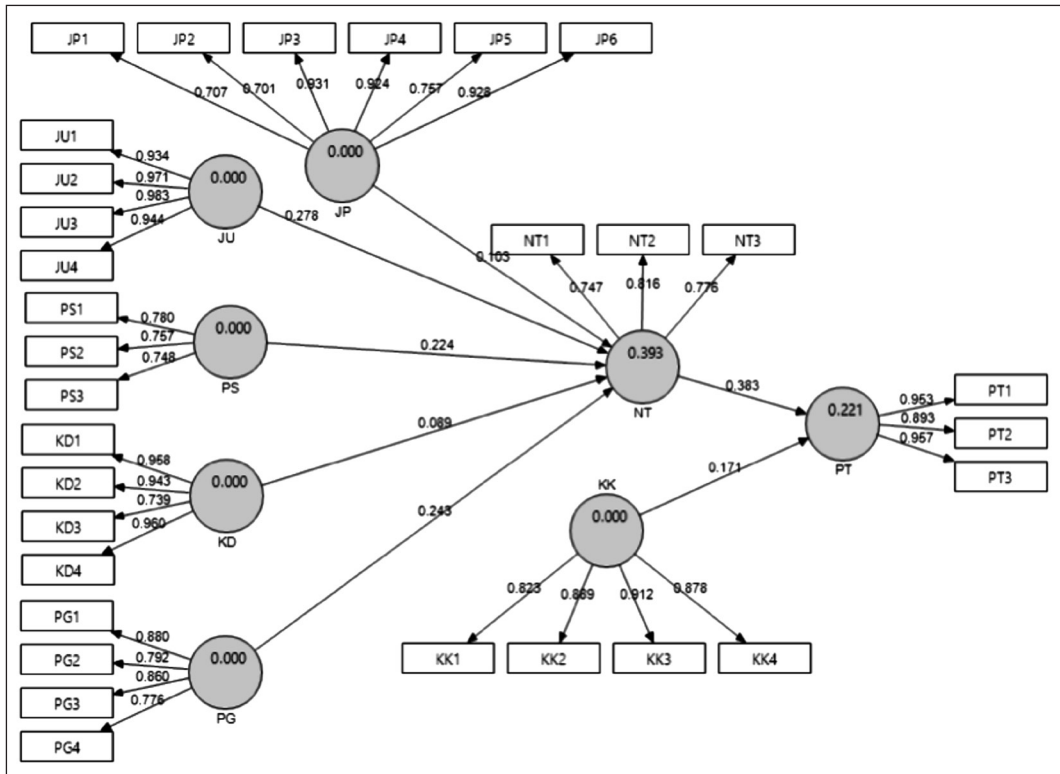 JP1 JP2 JP3 JP4 JP5 JP6
0.707 0.701 0.931 0.924 0.757 0.928
0.000
JP
JU1
JU2
JU3
JU4
0.934
0.971
0.983
0.944
0.000
JU
0.278
0.103
NT1 NT2 NT3
0.747 0.816 0.776
PS1
PS2
PS3
0.780
0.757
0.748
0.000
PS
0.224
0.393
NT
0.383
0.221
PT
0.953
0.893
0.957
PT1
PT2
PT3
KD1
KD2
KD3
KD4
0.958
0.943
0.739
0.960
0.000
KD
0.089
0.243
0.171
KK
0.000
0.823 0.889 0.912 0.878
KK1 KK2 KK3 KK4
PG1
PG2
PG3
PG4
0.880
0.792
0.860
0.776
0.000
PG